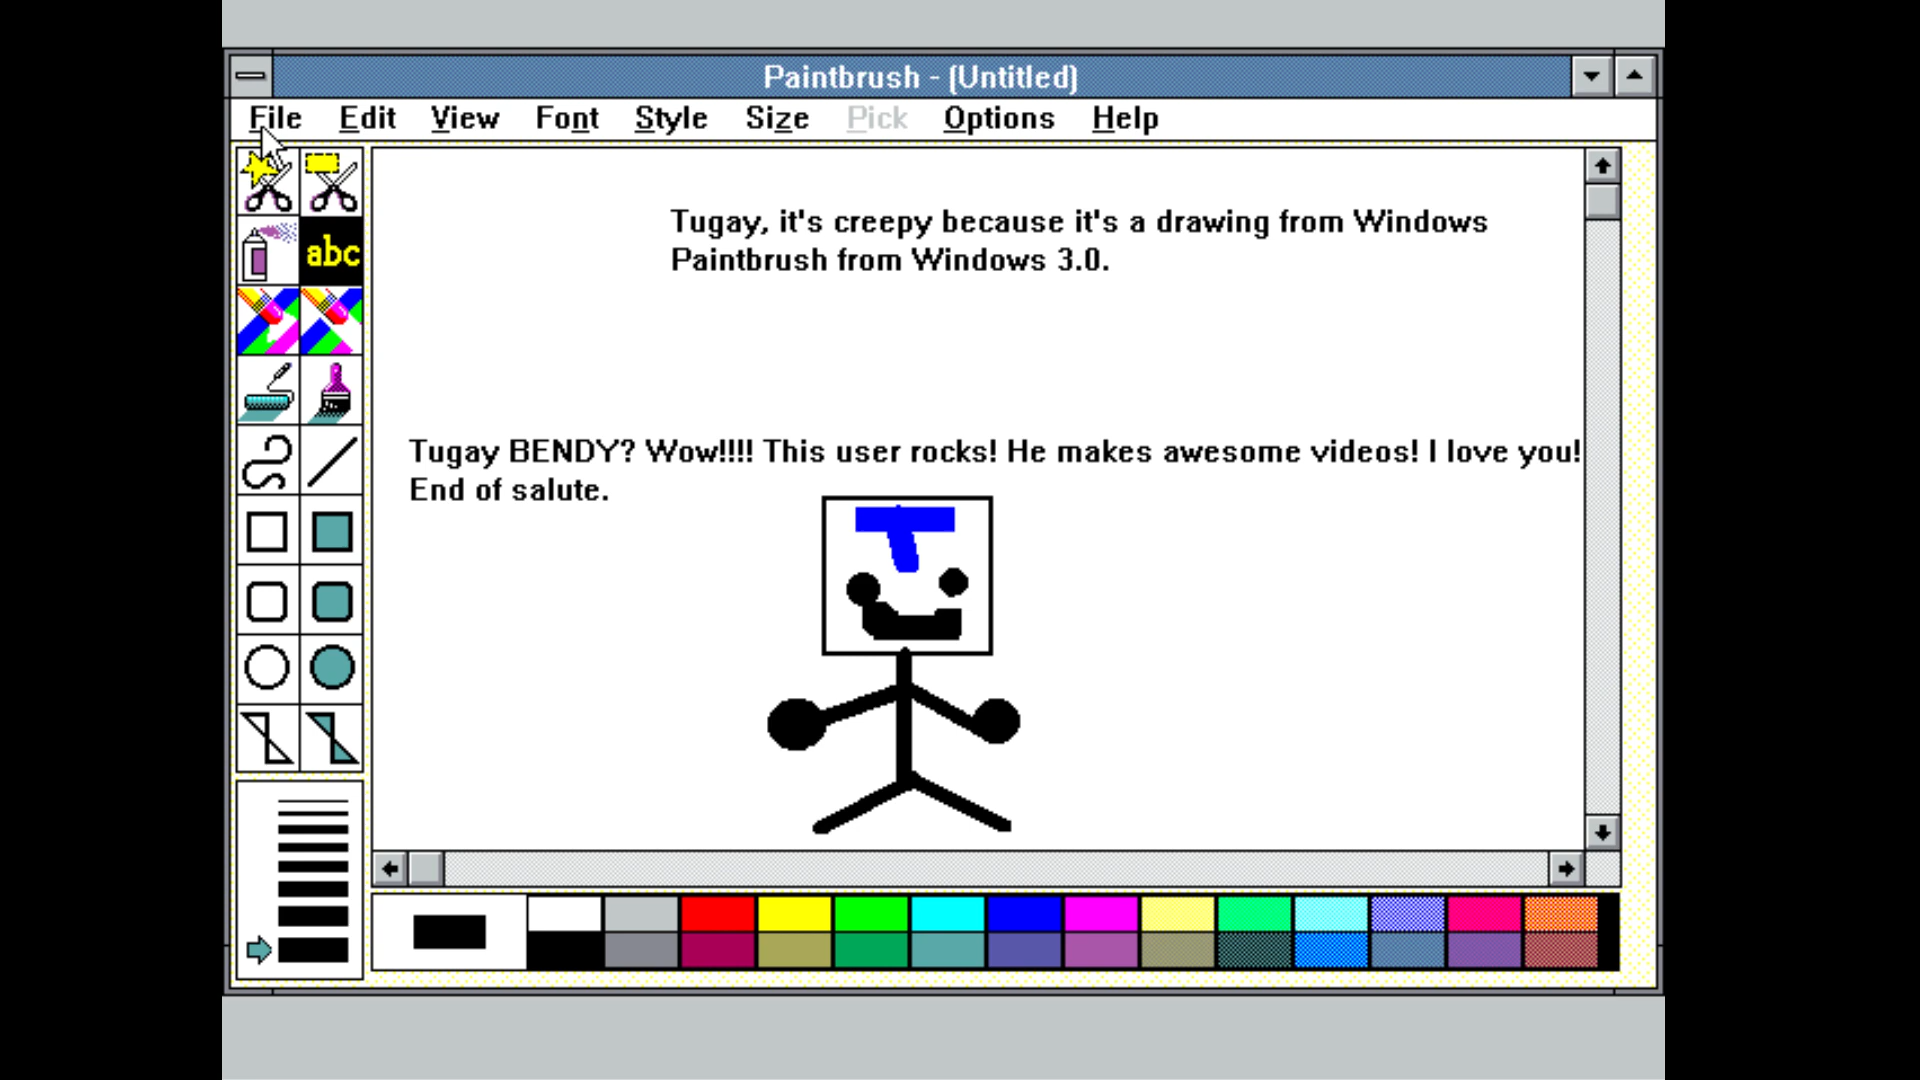 Paintbrush - (Untitled)
File Edit View Font Style Size Pick Options Help
abc
Tugay, it's creepy because it's a drawing from Windows
Paintbrush from Windows 3.0.
Tugay BENDY? Wow!!!! This user rocks! He makes awesome videos! I love you!
End of salute.
T